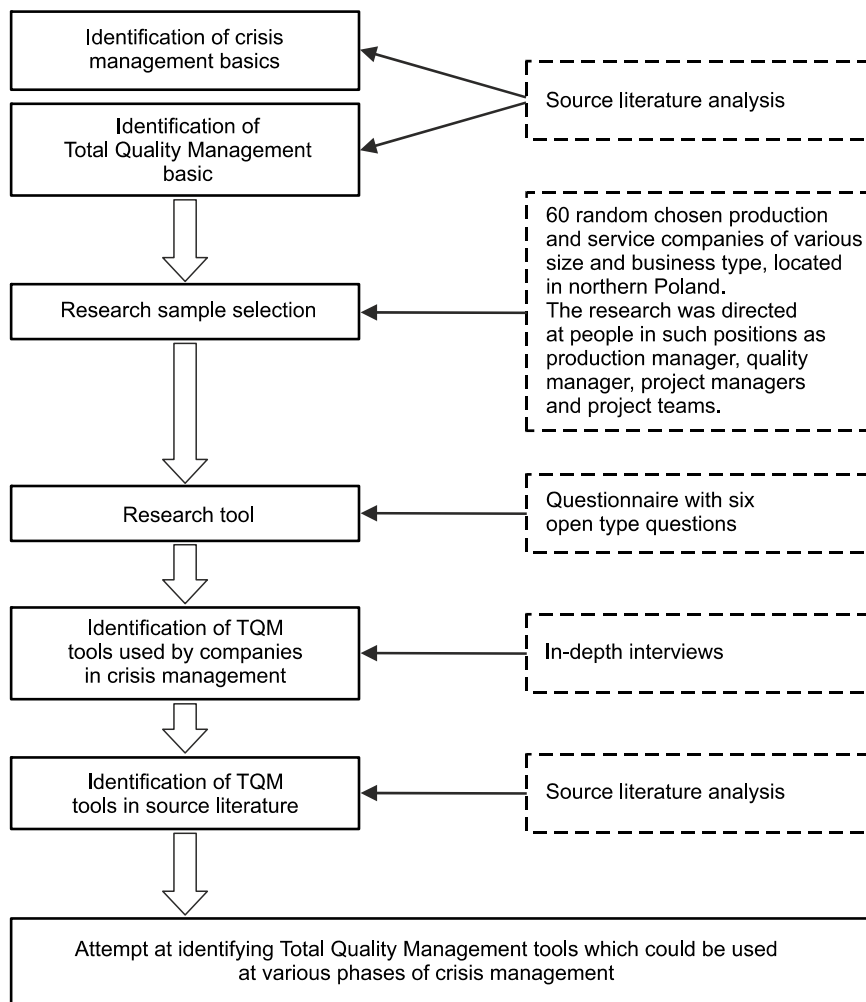 Identification of crisis
management basics
Source literature analysis
Identification of
Total Quality Management
basic
60 random chosen production
and service companies of various
size and business type, located
in northern Poland.
The research was directed
at people in such positions as
production manager, quality
manager, project managers
and project teams.
Research sample selection
Research tool
Questionnaire with six
open type questions
Identification of TQM
tools used by companies
in crisis management
In-depth interviews
Identification of TQM
tools in source literature
Source literature analysis
Attempt at identifying Total Quality Management tools which could be used
at various phases of crisis management